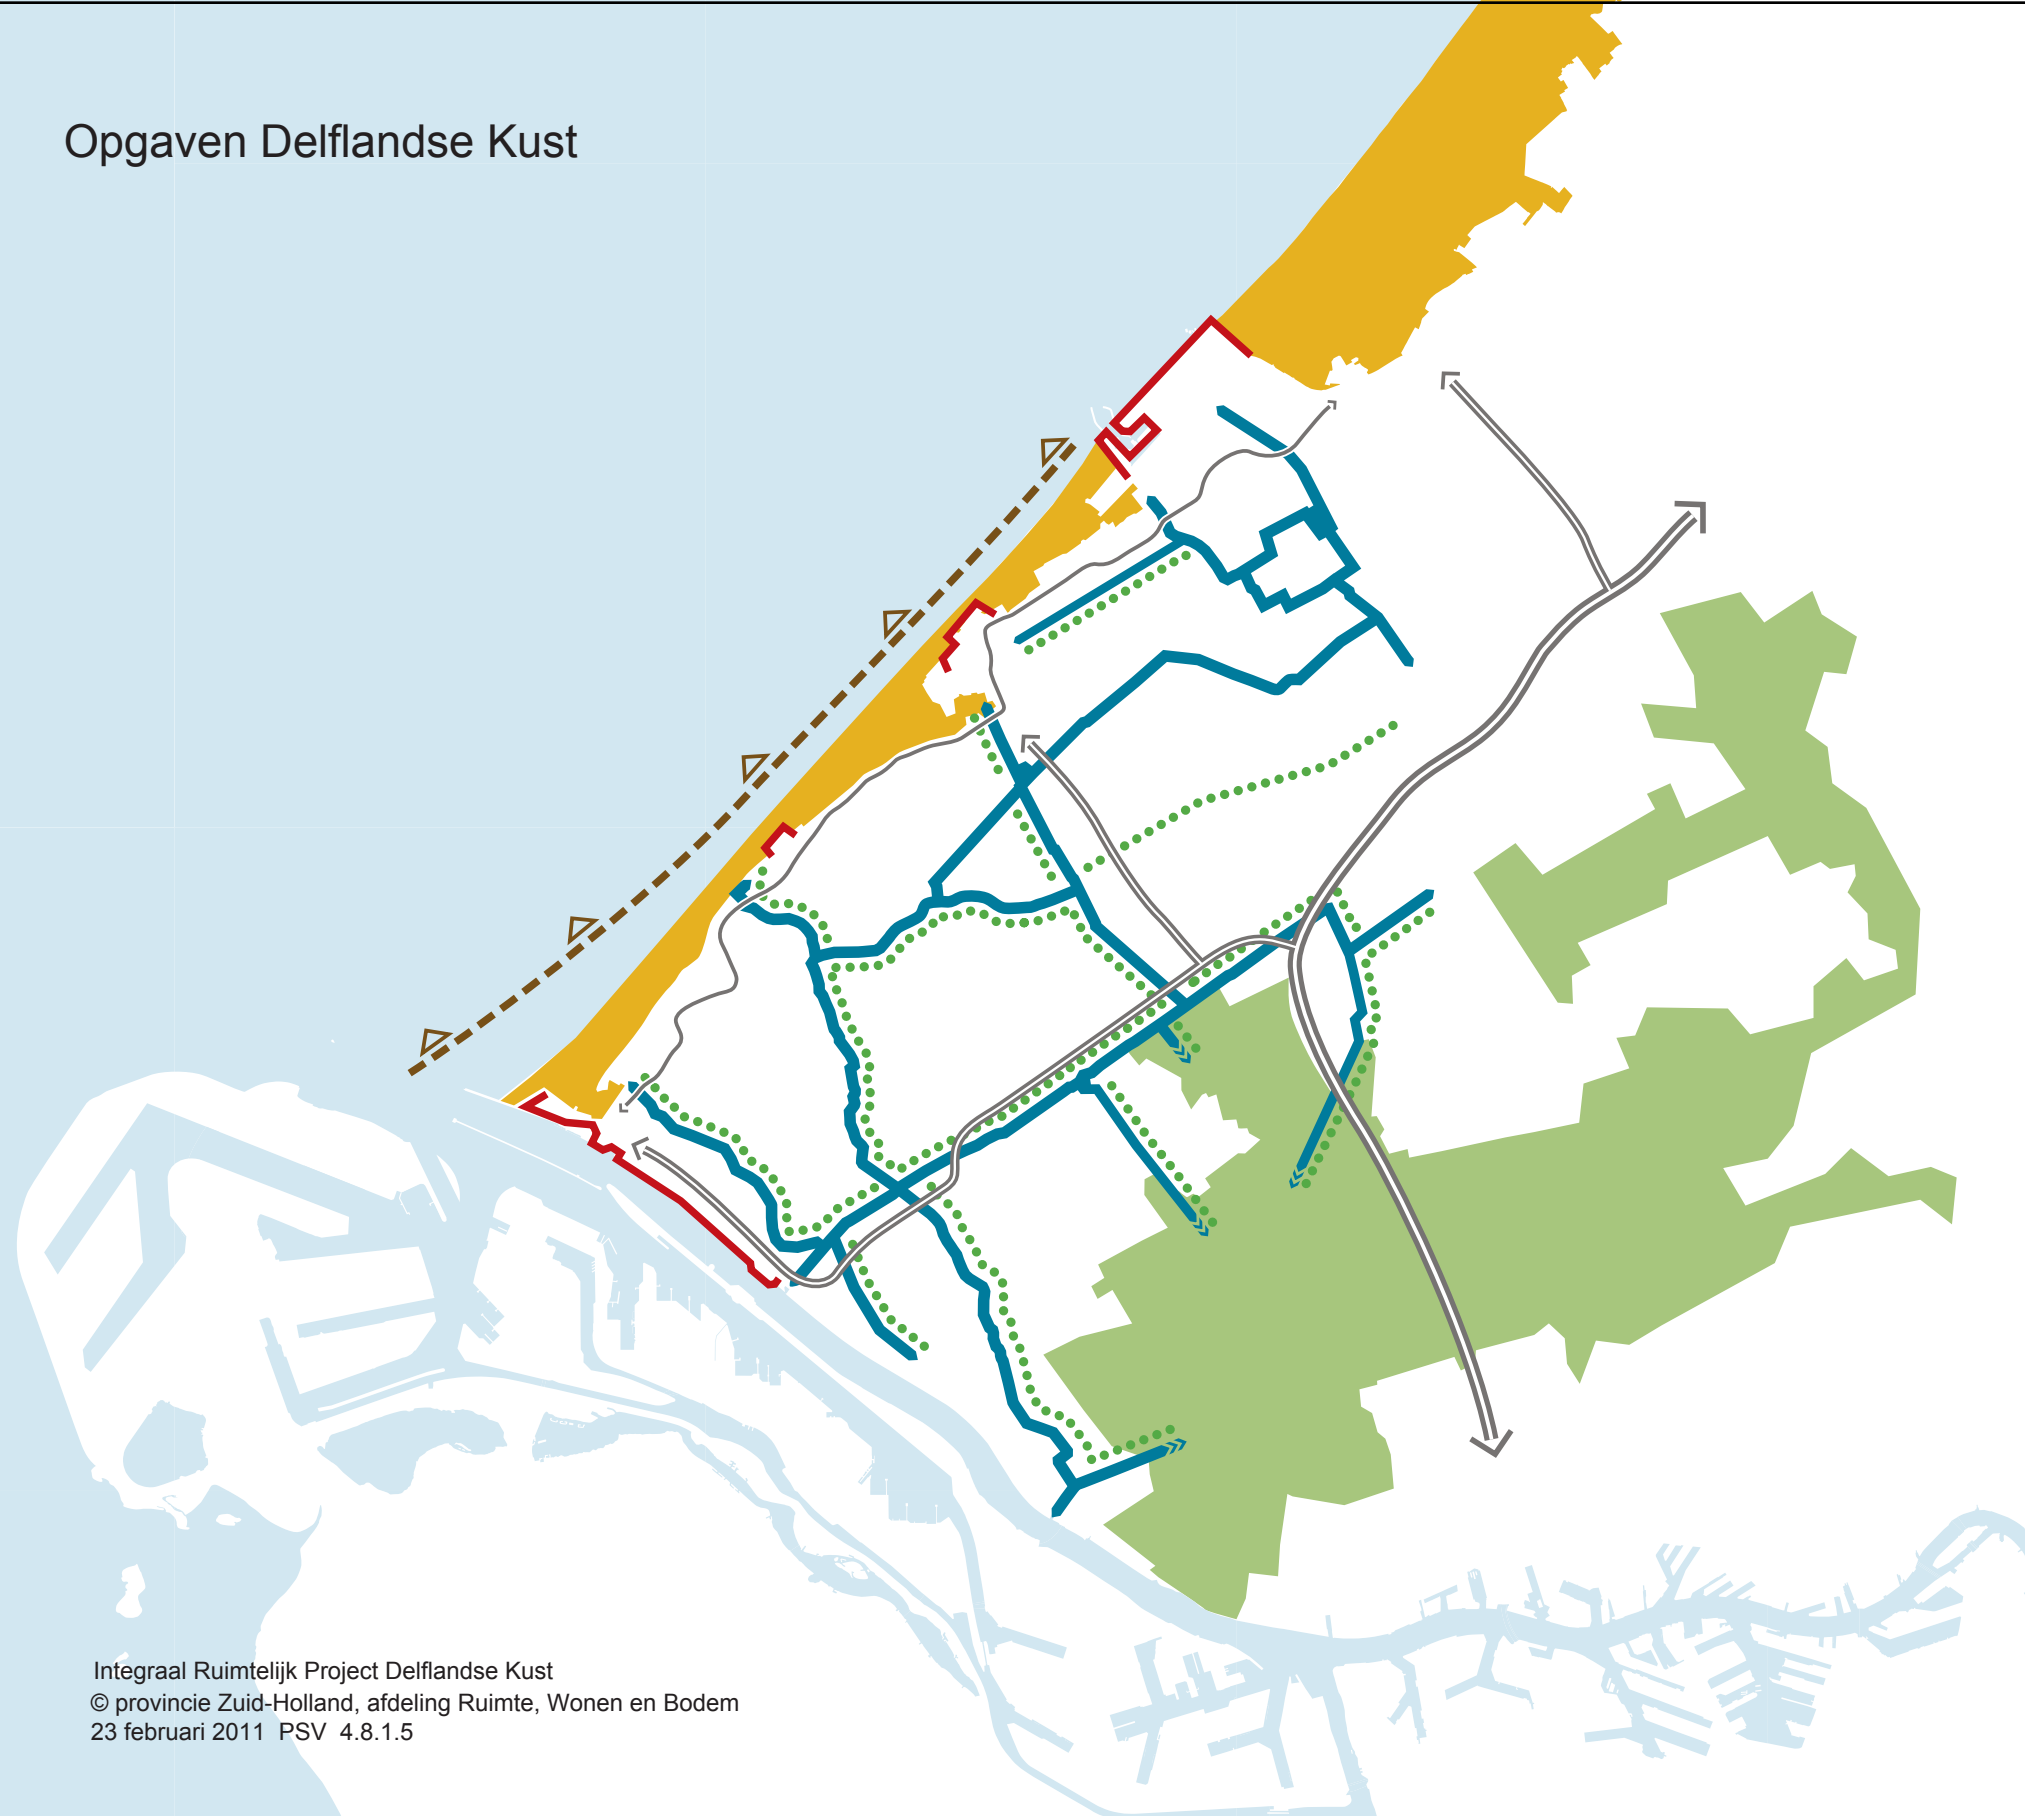 Opgaven Delflandse Kust
Integraal Ruimtelijk Project Delflandse Kust
© provincie Zuid-Holland, afdeling Ruimte, Wonen en Bodem
23 februari 2011 PSV 4.8.1.5